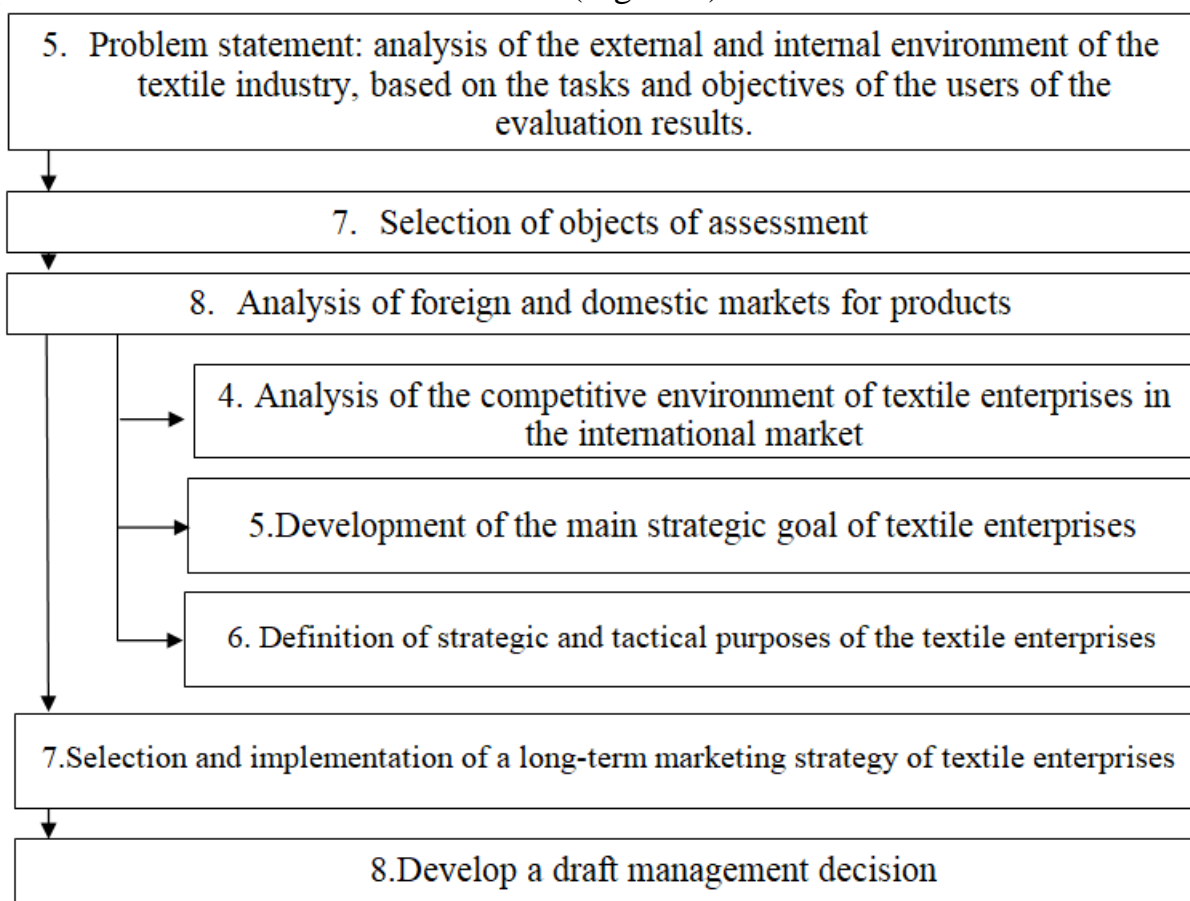 5. Problem statement: analysis of the external and internal environment of the
textile industry, based on the tasks and objectives of the users of the
evaluation results.
7. Selection of objects of assessment
8. Analysis of foreign and domestic markets for products
4. Analysis of the competitive environment of textile enterprises in
the international market
5.Development of the main strategic goal of textile enterprises
6. Definition of strategic and tactical purposes of the textile enterprises
7.Selection and implementation of a long-term marketing strategy of textile enterprises
8.Develop a draft management decision